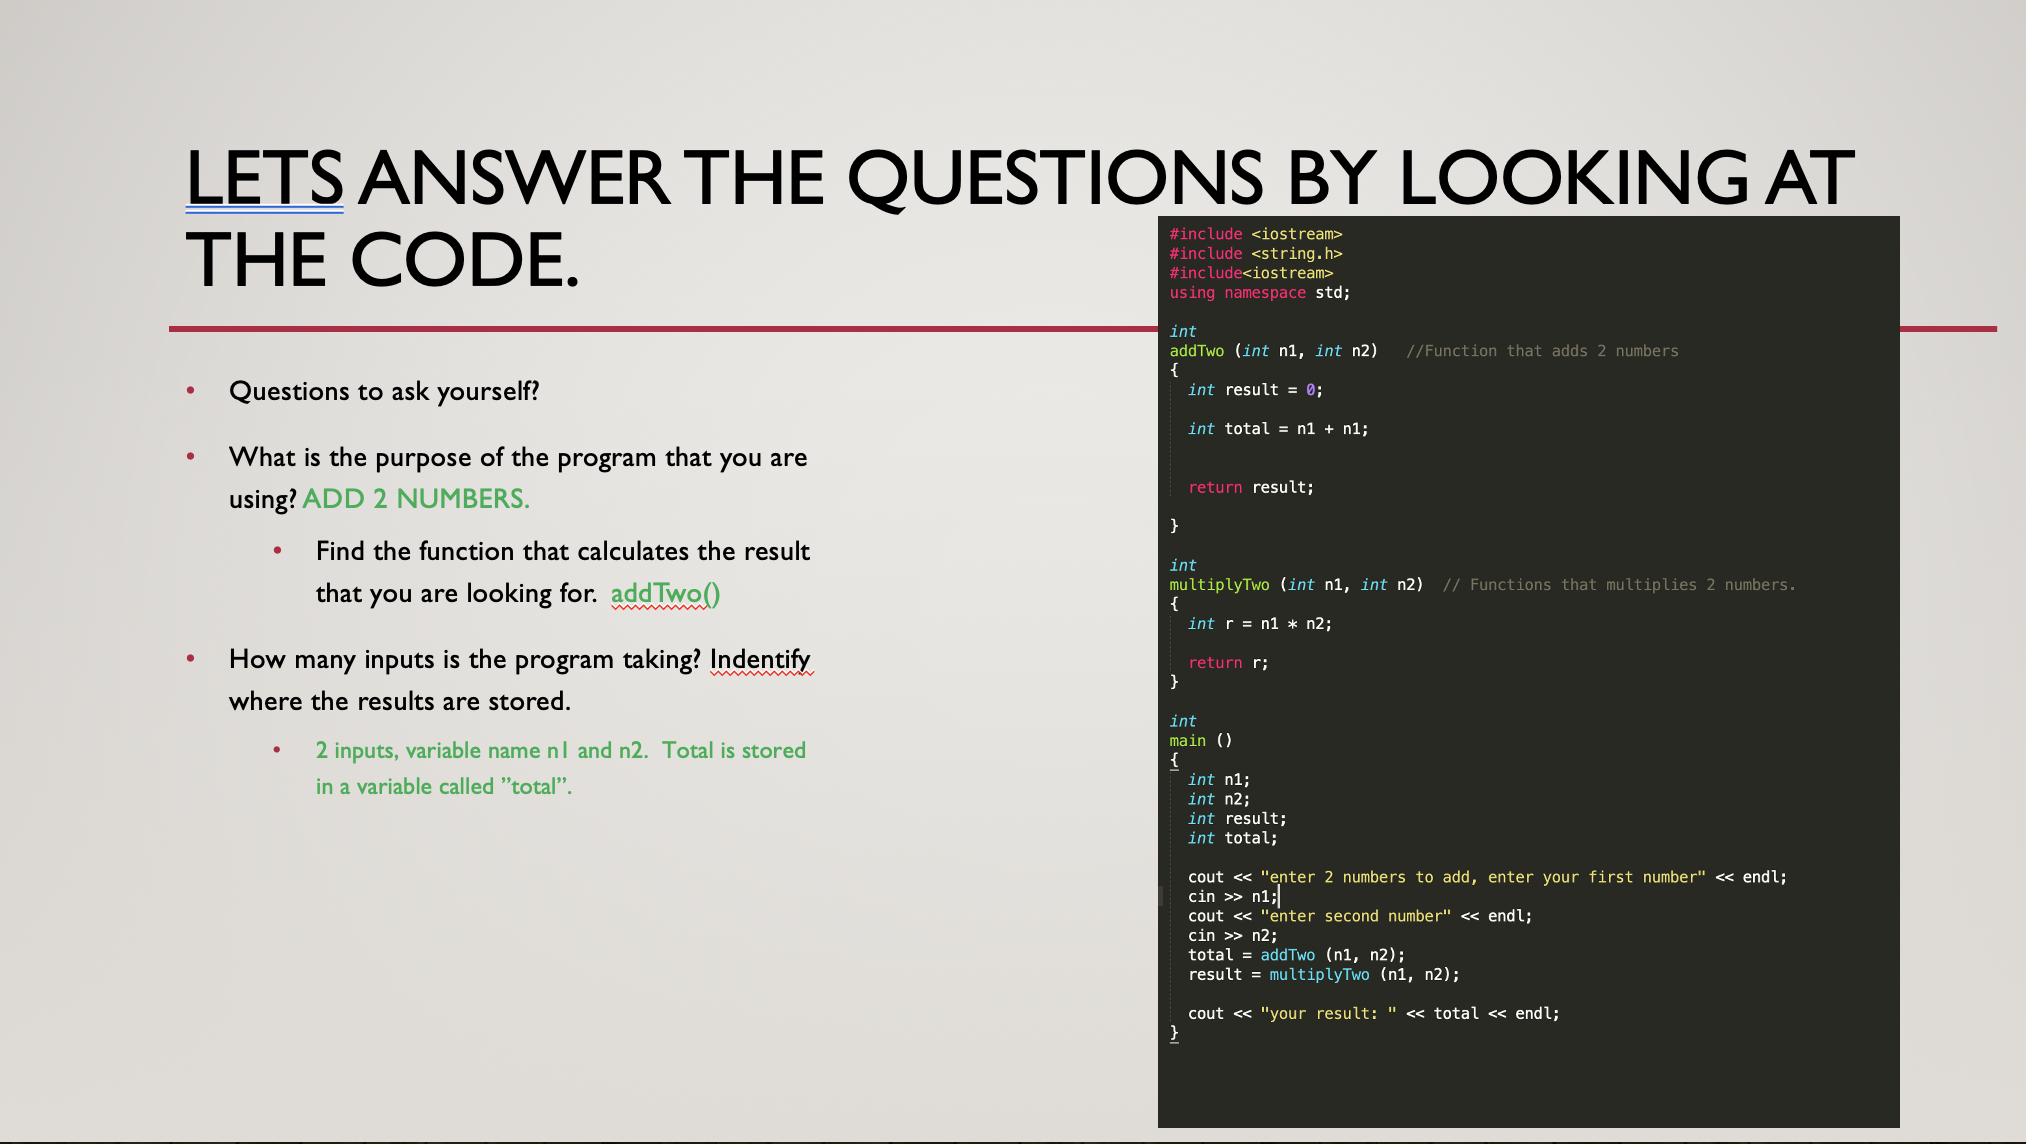 LETS ANSWER THE QUESTIONS BY LOOKING AT
THE CODE.
• Questions to ask yourself?
• What is the purpose of the program that you are
using? ADD 2 NUMBERS.
• Find the function that calculates the result
that you are looking for.  addTwo()
• How many inputs is the program taking? Indentify
where the results are stored.
• 2 inputs, variable name n1 and n2.  Total is stored
in a variable called ”total”.
#include <iostream>
#include <string.h>
#include<iostream>
using namespace std;
int
addTwo (int n1, int n2)   //Function that adds 2 numbers
{
  int result = 0;
  int total = n1 + n1;
  return result;
}
int
multiplyTwo (int n1, int n2)  // Functions that multiplies 2 numbers.
{
  int r = n1 * n2;
  return r;
}
int
main ()
{
  int n1;
  int n2;
  int result;
  int total;
  cout << "enter 2 numbers to add, enter your first number" << endl;
  cin >> n1;
  cout << "enter second number" << endl;
  cin >> n2;
  total = addTwo (n1, n2);
  result = multiplyTwo (n1, n2);
  cout << "your result: " << total << endl;
}